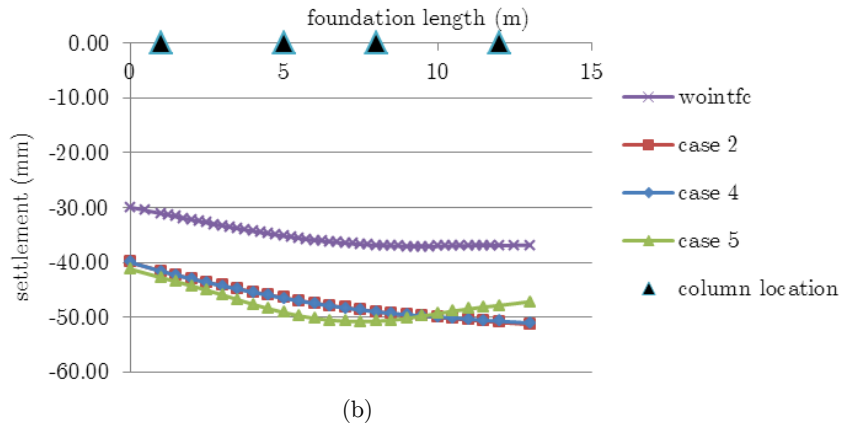 foundation length (m)
0.00
0 5 10 15
-10.00
-20.00
-30.00
-40.00
-50.00
-60.00
settlement (mm)
wointfc
case 2
case 4
case 5
column location
(b)